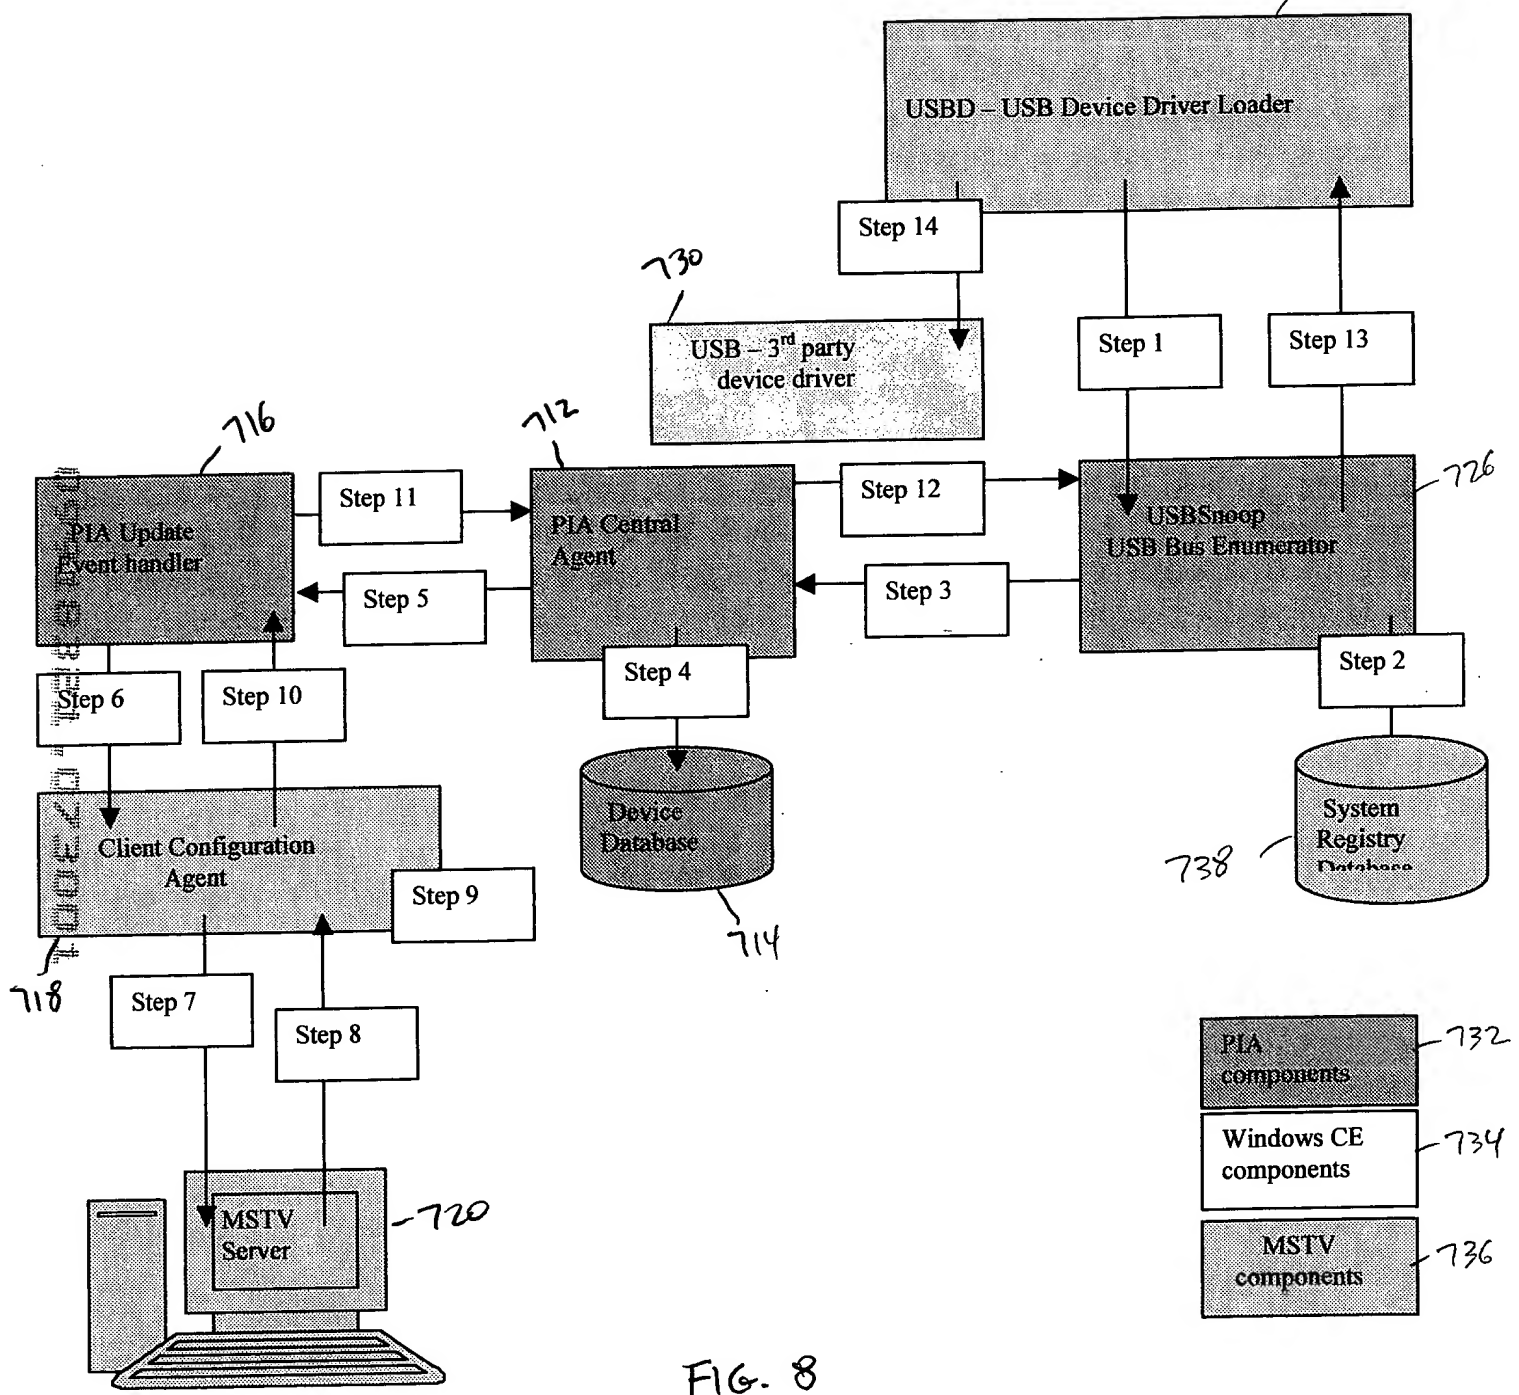 USBD – USB Device Driver Loader
Step 14
730
USB – 3rd party
device driver
Step 1
Step 13
716
712
Step 11
Step 12
726
PIA Update
Event handler
PIA Central
Agent
USBSnoop
USB Bus Enumerator
Step 5
Step 3
Step 6
Step 10
Step 4
Step 2
Device
Database
System
Registry
Database
738
Client Configuration
Agent
Step 9
714
718
Step 7
Step 8
PIA
components
732
Windows CE
components
734
MSTV
components
736
MSTV
Server
720
FIG. 8